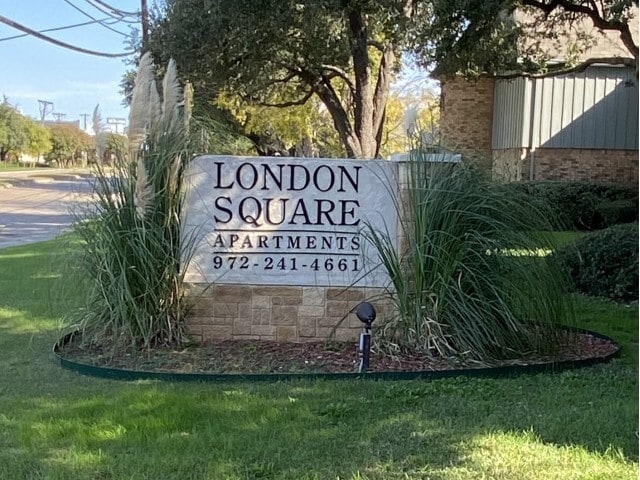 LONDON
SQUARE
APARTMENTS
972-241-4661